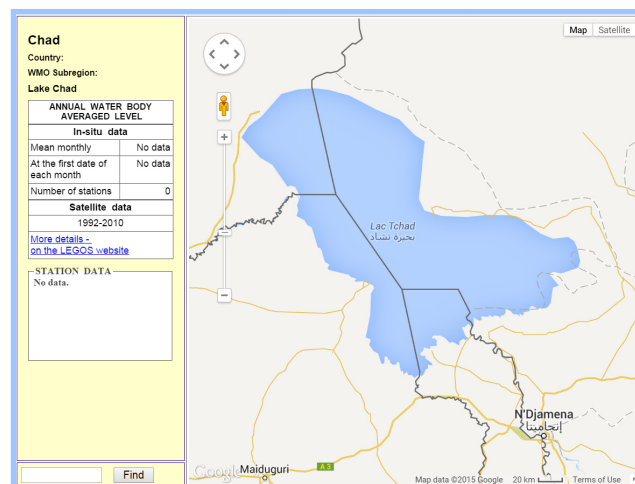 Chad
Country:
WMO Subregion:
Lake Chad
ANNUAL WATER BODY
AVERAGED LEVEL
In-situ data
Mean monthly No data
At the first date of No data
each month
Number of stations 0
Satellite data
1992-2010
More details -
on the LEGOS website
STATION DATA
No data.
Find
Map Satellite
Lac Tchad
بحيرة تشاد
N'Djamena
إنجامينا
Maiduguri
A 3
Google
Map data ©2015 Google 20 km Terms of Use